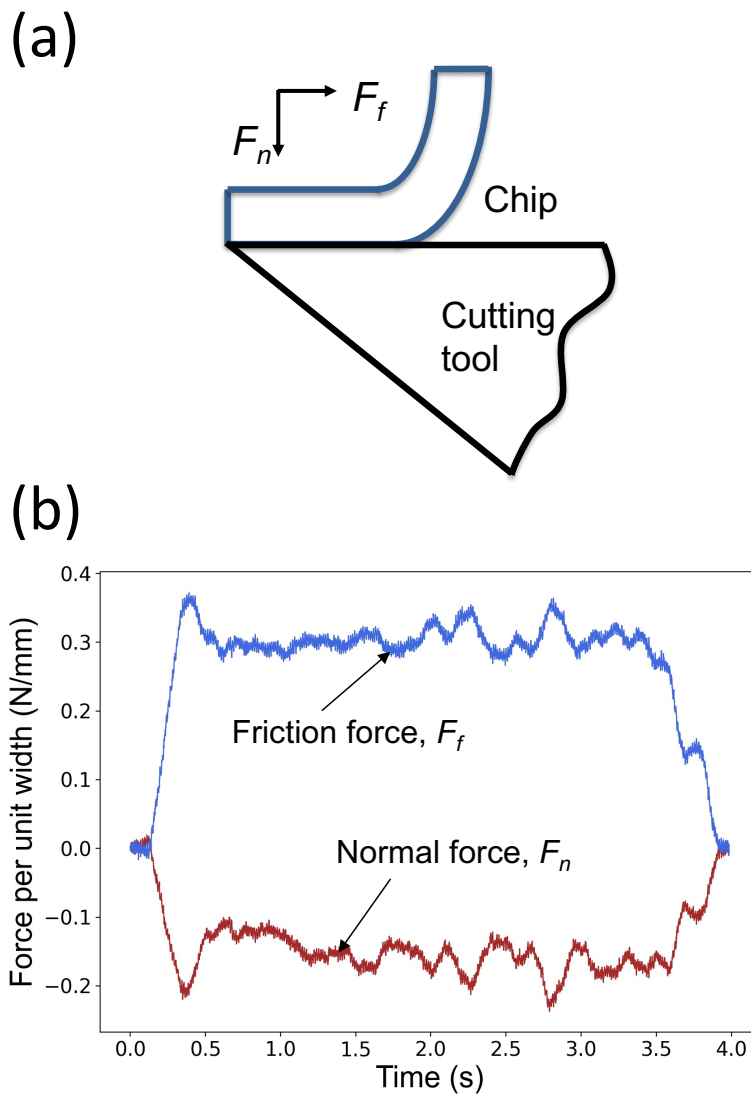 (a)
Ff
Fn
Chip
Cutting
tool
(b)
0.4
0.3
0.2
0.1
0.0
−0.1
−0.2
Force per unit width (N/mm)
Friction force, Ff
Normal force, Fn
0.0 0.5 1.0 1.5 2.0 2.5 3.0 3.5 4.0
Time (s)